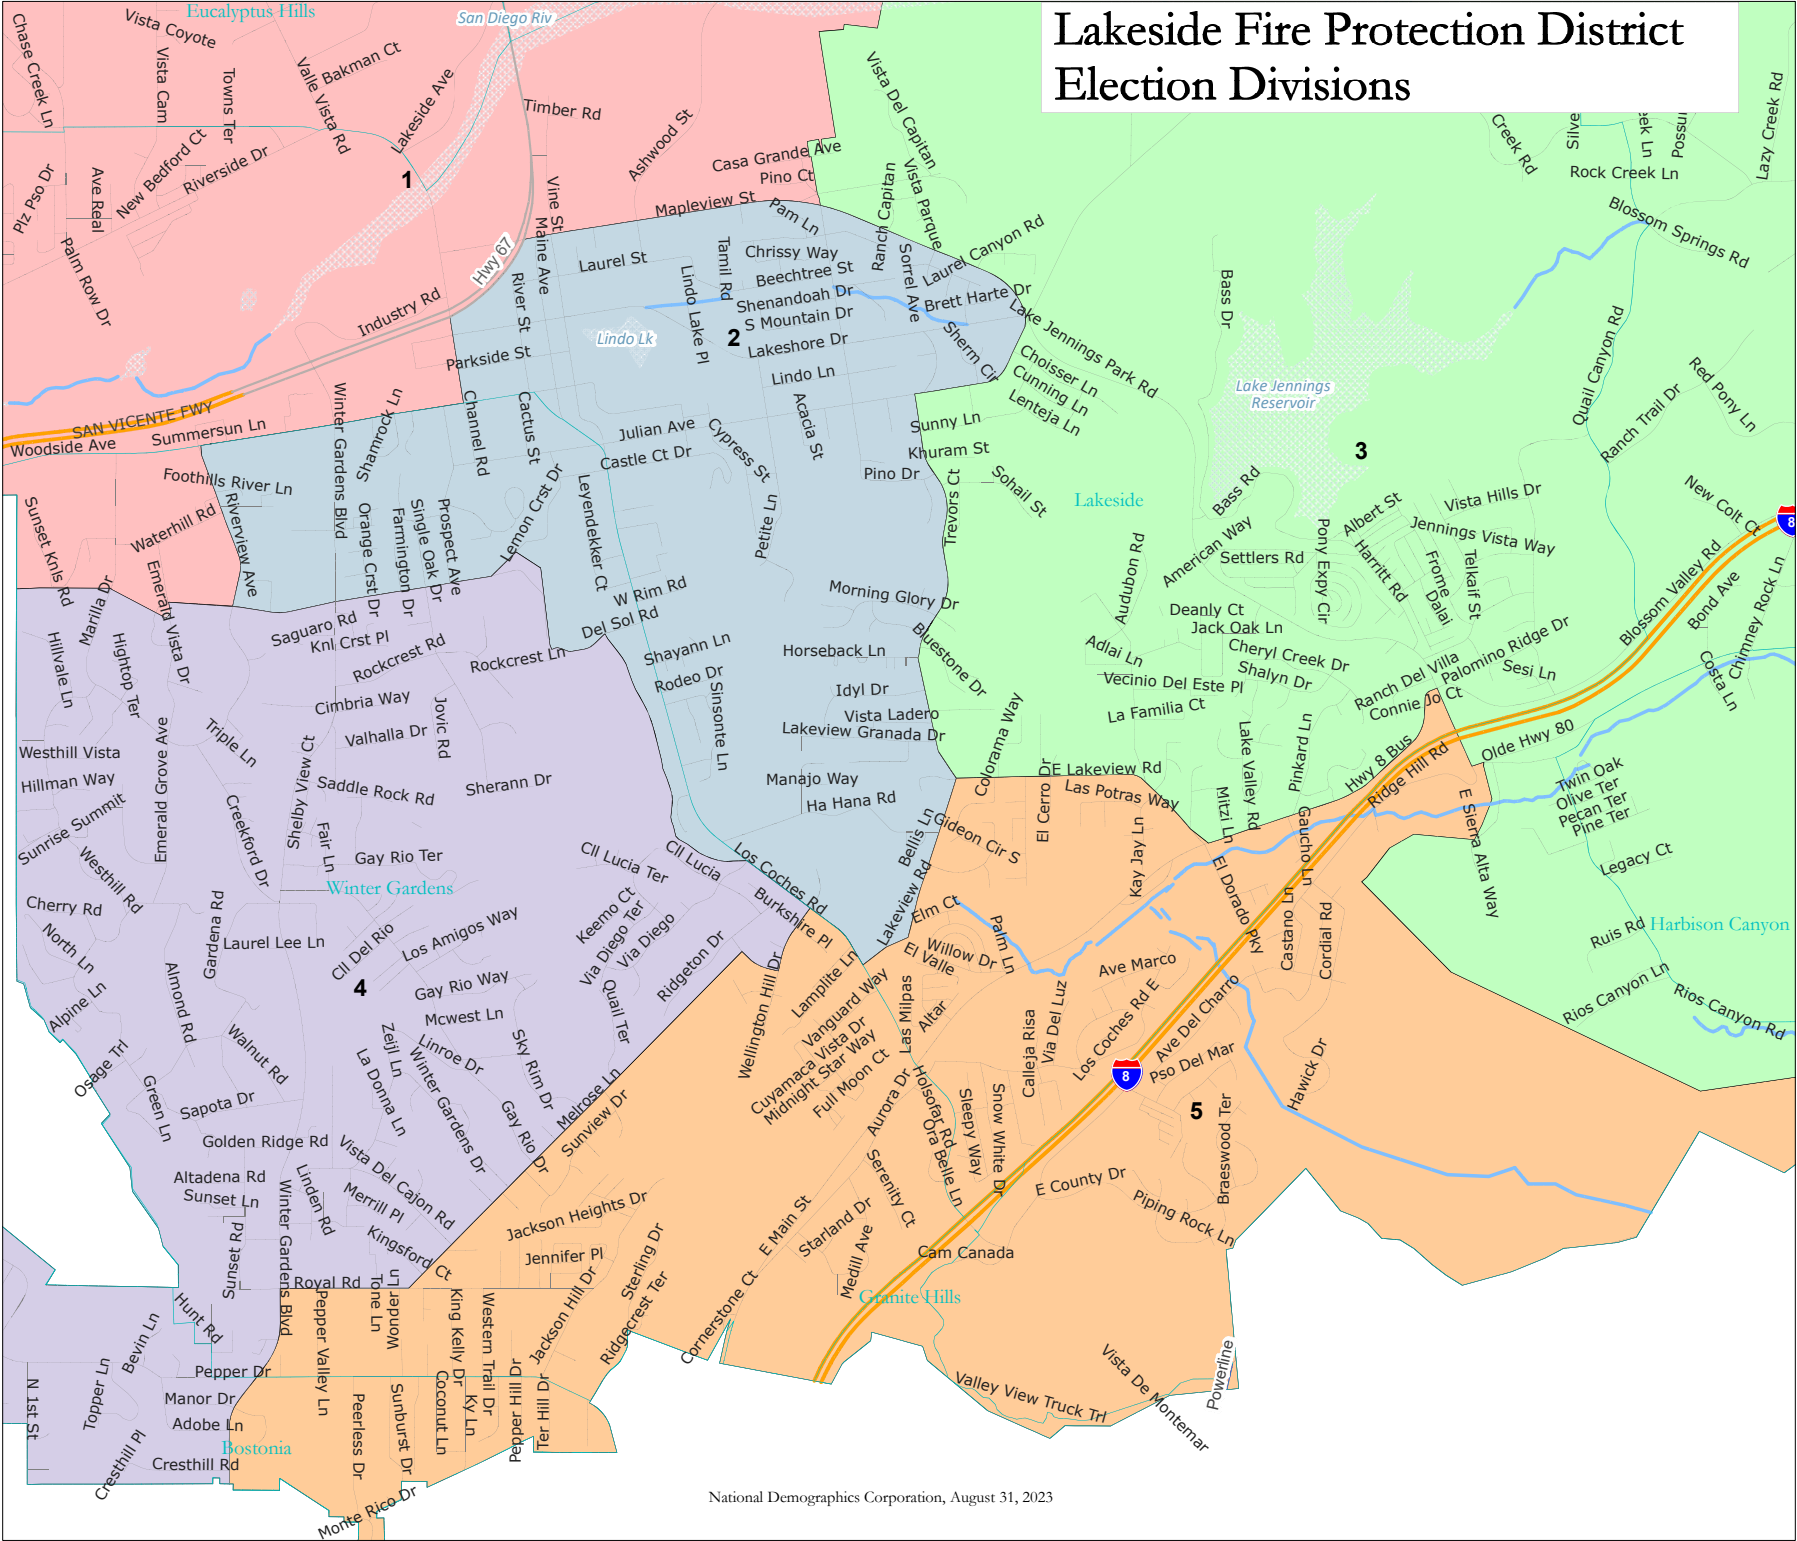 Lakeside Fire Protection District
Election Divisions
Eucalyptus Hills
San Diego Riv
Vista Coyote
Chase Creek Ln
Vista Cam
Towns Ter
Valle Vista Rd
Bakman Ct
Lakeside Ave
Timber Rd
Ashwood St
Casa Grande Ave
Pino Ct
Mapleview St
Vista Del Capitan
Creek Rd
Silve
eek Ln
Possur
Lazy Creek Rd
Rock Creek Ln
Blossom Springs Rd
Plz Pso Dr
Ave Real
New Bedford Ct
Riverside Dr
1
Vine St
Maine Ave
Palm Row Dr
Hwy 67
Industry Rd
River St
Laurel St
Pam Ln
Ranch Capitan
Vista Parque
Chrissy Way
Tamil Rd
Beechtree St
Shenandoah Dr
S Mountain Dr
Lindo Lake Pl
Sorrel Ave
Laurel Canyon Rd
Brett Harte Dr
Lake Jennings Park Rd
Bass Dr
Lindo Lk
2
Lakeshore Dr
Sherm Cir
Parkside St
Lindo Ln
Choisser Ln
Cunning Ln
Lenteja Ln
Lake Jennings
Reservoir
Quail Canyon Rd
Red Pony Ln
Ranch Trail Dr
SAN VICENTE FWY
Woodside Ave
Summersun Ln
Winter Gardens Blvd
Shamrock Ln
Channel Rd
Cactus St
Julian Ave
Castle Ct Dr
Cypress St
Acacia St
Sunny Ln
Khuram St
Pino Dr
3
Foothills River Ln
Riverview Ave
Waterhill Rd
Sunset Knls Rd
Orange Crst Dr
Farmington Dr
Single Oak Dr
Prospect Ave
Lemon Crst Dr
Leyendekker Ct
Petite Ln
Trevors Ct
Sohail St
Lakeside
Bass Rd
American Way
Settlers Rd
Pony Expy Cir
Albert St
Vista Hills Dr
Jennings Vista Way
Harritt Rd
Frome
Dalai
Telkaif St
New Colt Ct
8
Blossom Valley Rd
Bond Ave
Chimney Rock Ln
Costa Ln
Audubon Rd
Deanly Ct
Jack Oak Ln
Cheryl Creek Dr
Shalyn Dr
Adlai Ln
Vecinio Del Este Pl
La Familia Ct
Ranch Del Villa
Palomino Ridge Dr
Sesi Ln
Connie Jo Ct
Marilla Dr
Emerald Vista Dr
Hillvale Ln
Hightop Ter
Saguaro Rd
Knl Crst Pl
Rockcrest Rd
Rockcrest Ln
W Rim Rd
Del Sol Rd
Morning Glory Dr
Bluestone Dr
Shayann Ln
Rodeo Dr
Horseback Ln
Idyl Dr
Vista Ladero
Lakeview Granada Dr
Sinsonte Ln
Manajo Way
Ha Hana Rd
Cimbria Way
Valhalla Dr
Jovic Rd
Triple Ln
Shelby View Ct
Saddle Rock Rd
Sherann Dr
Westhill Vista
Hillman Way
Sunrise Summit
Emerald Grove Ave
Creekford Dr
Fair Ln
Gay Rio Ter
Winter Gardens
Westhill Rd
Cherry Rd
North Ln
Alpine Ln
Gardena Rd
Laurel Lee Ln
Almond Rd
Cll Del Rio
Los Amigos Way
4
Gay Rio Way
Mcwest Ln
Cll Lucia Ter
Cll Lucia
Keemo Ct
Via Diego Ter
Via Diego
Quail Ter
Ridgeton Dr
Los Coches Rd
Burkshire Pl
Bellis Ln
Lakeview Rd
Colorama Way
El Cerro Dr
E Lakeview Rd
Las Potras Way
Gideon Cir S
Kay Jay Ln
Mitzi Ln
Lake Valley Rd
Pinkard Ln
Gaucho Ln
Hwy 8 Bus
Ridge Hill Rd
Olde Hwy 80
Twin Oak
Olive Ter
Pecan Ter
Pine Ter
E Sierra Alta Way
Legacy Ct
Harbison Canyon
Ruis Rd
Rios Canyon Ln
Rios Canyon Rd
El Dorado Pky
Castano Ln
Cordial Rd
Elm Ct
Willow Dr
El Valle
Palm Ln
Ave Marco
Wellington Hill Dr
Lamplite Ln
Vanguard Way
Cuyamaca Vista Dr
Midnight Star Way
Full Moon Ct
Las Milpas
Altar
Via Del Luz
Calleja Risa
Los Coches Rd E
Ave Del Charro
Pso Del Mar
8
Hawick Dr
5
Osage Trl
Walnut Rd
Zeijl Ln
La Donna Ln
Linroe Dr
Winter Gardens Dr
Sky Rim Dr
Gay Rio Dr
Melrose Ln
Sunview Dr
Green Ln
Sapota Dr
Golden Ridge Rd
Altadena Rd
Sunset Ln
Linden Rd
Vista Del Cajon Rd
Merrill Pl
Kingsford Ct
Sunset Rd
Winter Gardens Blvd
Royal Rd
Tone Ln
Wonder Ln
Aurora Dr
Holsofar Rd
Ora Belle Ln
Sleepy Way
Snow White Dr
Serenity Ct
E Main St
Starland Dr
Medill Ave
Cam Canada
E County Dr
Braeswood Ter
Piping Rock Ln
Granite Hills
Jackson Heights Dr
Jennifer Pl
Sterling Dr
Jackson Hill Dr
Ridgecrest Ter
Cornerstone Ct
Hunt Rd
Bevin Ln
Pepper Dr
Topper Ln
Manor Dr
Adobe Ln
N 1st St
Cresthill Pl
Cresthill Rd
Bostonia
Pepper Valley Ln
King Kelly Dr
Western Trail Dr
Peerless Dr
Sunburst Dr
Coconut Ln
Ky Ln
Pepper Hill Dr
Ter Hill Dr
Monte Rico Dr
Valley View Truck Trl
Vista De Montemar
Powerline
National Demographics Corporation, August 31, 2023